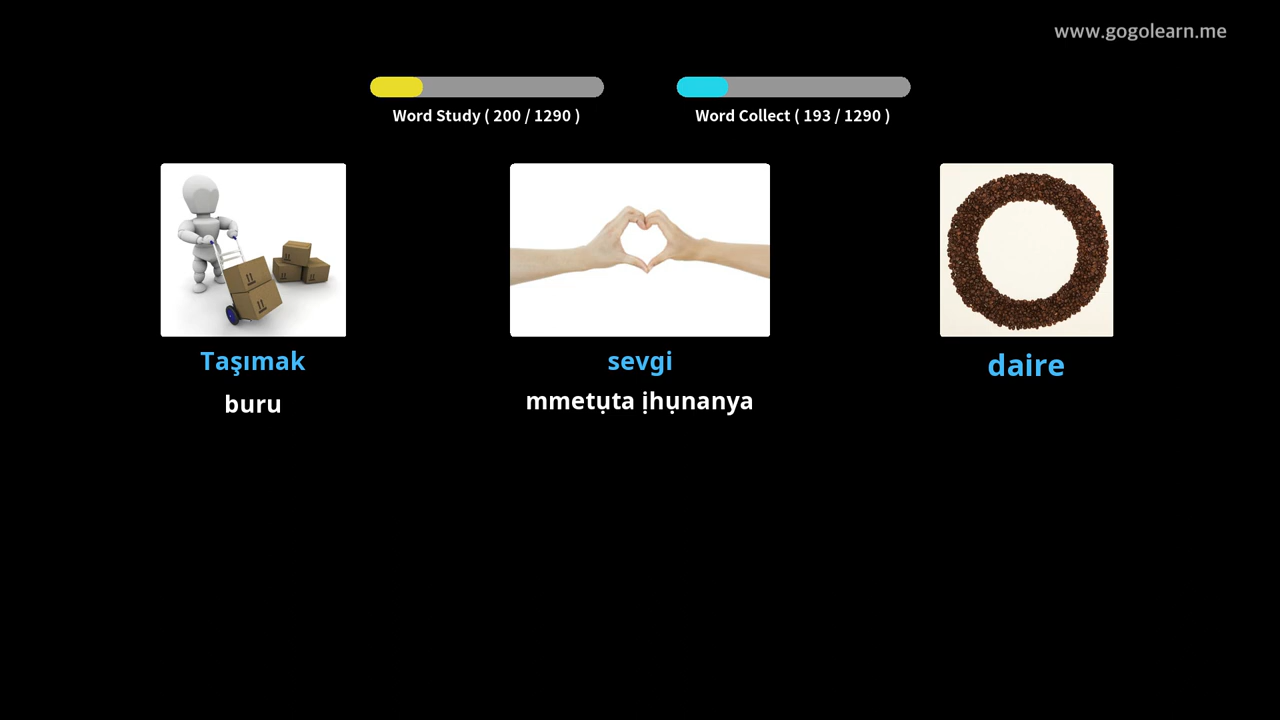 www.gogolearn.me
Word Study ( 200 / 1290 )
Word Collect ( 193 / 1290 )
Taşımak
buru
sevgi
mmetụta ịhụnanya
daire